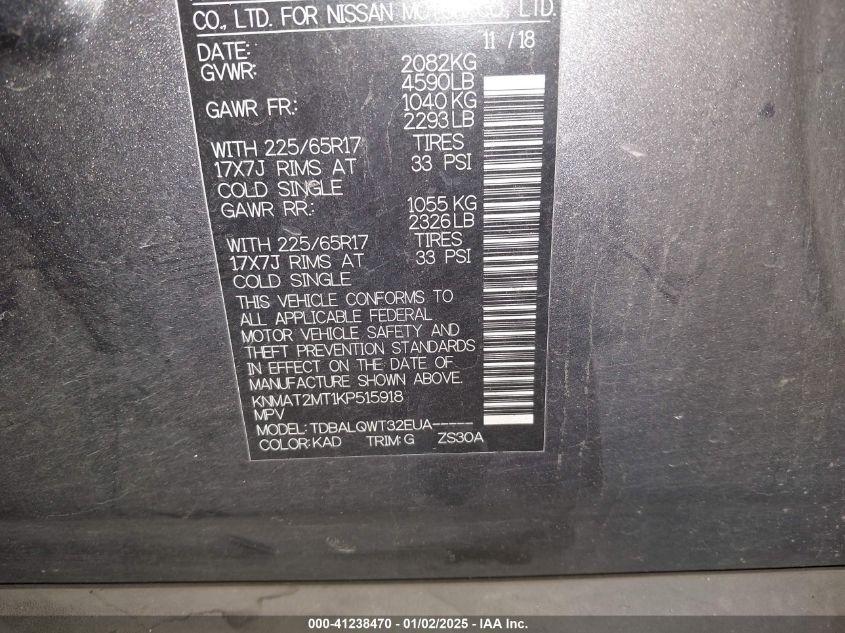 CO., LTD. FOR NISSAN MOTOR CO., LTD.
DATE: 11 / 18
GVWR: 2082KG
4590LB
GAWR FR.: 1040 KG
2293 LB
WITH 225/65R17 TIRES
17X7J RIMS AT 33 PSI
COLD SINGLE
GAWR RR.: 1055 KG
2326 LB
WITH 225/65R17 TIRES
17X7J RIMS AT 33 PSI
COLD SINGLE
THIS VEHICLE CONFORMS TO
ALL APPLICABLE FEDERAL
MOTOR VEHICLE SAFETY AND
THEFT PREVENTION STANDARDS
IN EFFECT ON THE DATE OF
MANUFACTURE SHOWN ABOVE.
KNMAT2MT1KP515918
MPV
MODEL: TDBALQWT32EUA-----
COLOR: KAD TRIM: G ZS30A
000-41238470 — 01/02/2025 — IAA Inc.